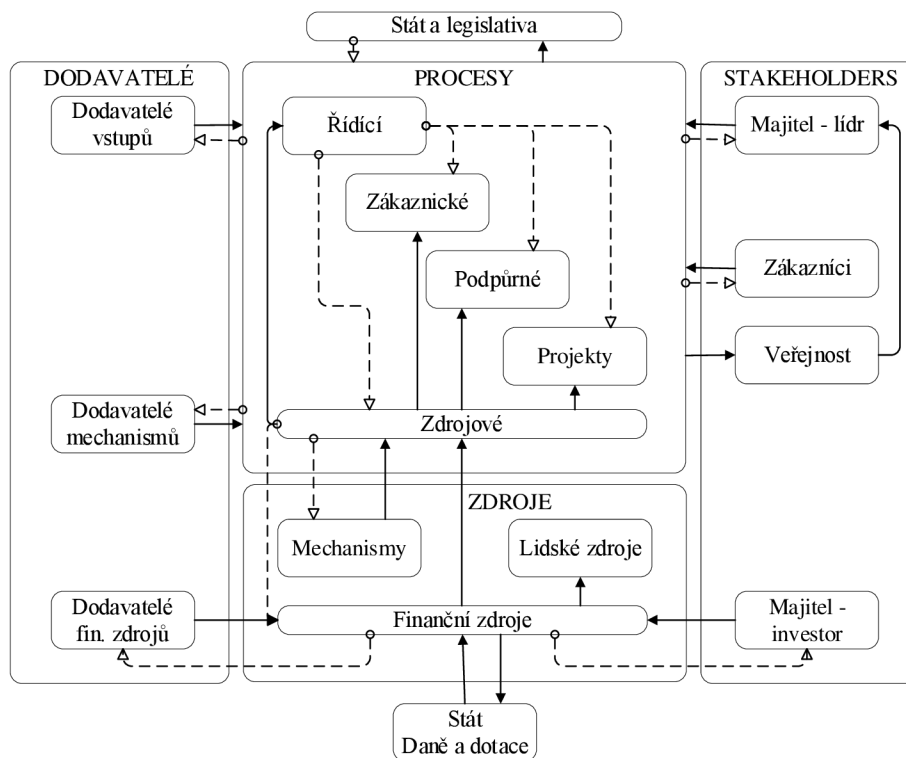 Stát a legislativa
DODAVATELÉ
PROCESY
STAKEHOLDERS
Dodavatelé
vstupů
Řídící
Majitel - lídr
Zákaznické
Podpůrné
Zákazníci
Projekty
Veřejnost
Dodavatelé
mechanismů
Zdrojové
ZDROJE
Mechanismy
Lidské zdroje
Dodavatelé
fin. zdrojů
Finanční zdroje
Majitel -
investor
Stát
Daně a dotace